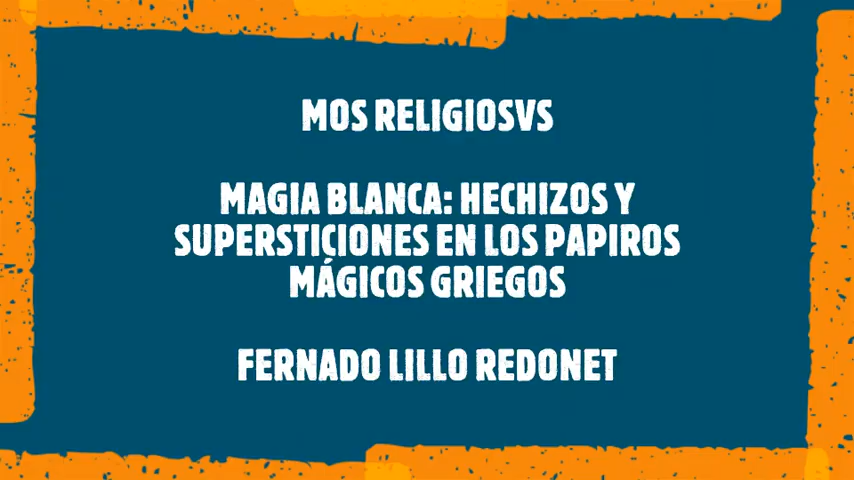 MOS RELIGIOSVS
MAGIA BLANCA: HECHIZOS Y
SUPERSTICIONES EN LOS PAPIROS
MÁGICOS GRIEGOS
FERNADO LILLO REDONET